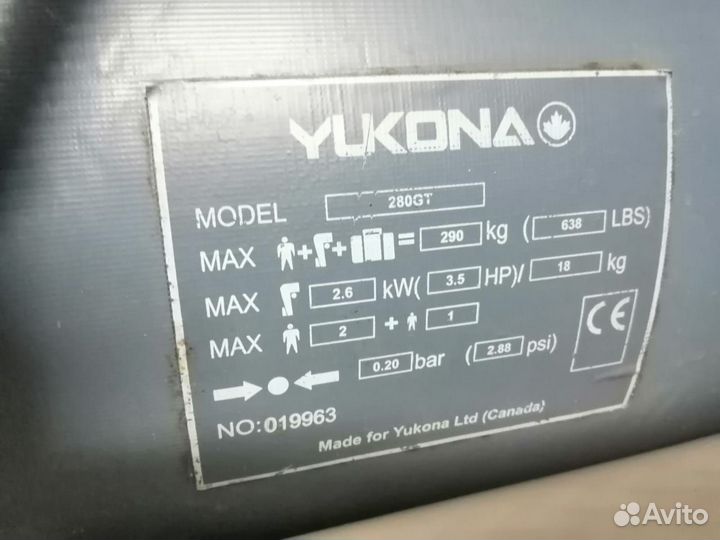 YUKONA
MODEL 280GT
MAX + + = 290 kg (638 LBS)
MAX 2.6 kW(3.5 HP)/ 18 kg
MAX 2 + 1
0.20 bar (2.88 psi)
CE
NO:019963
Made for Yukona Ltd (Canada)
Avito